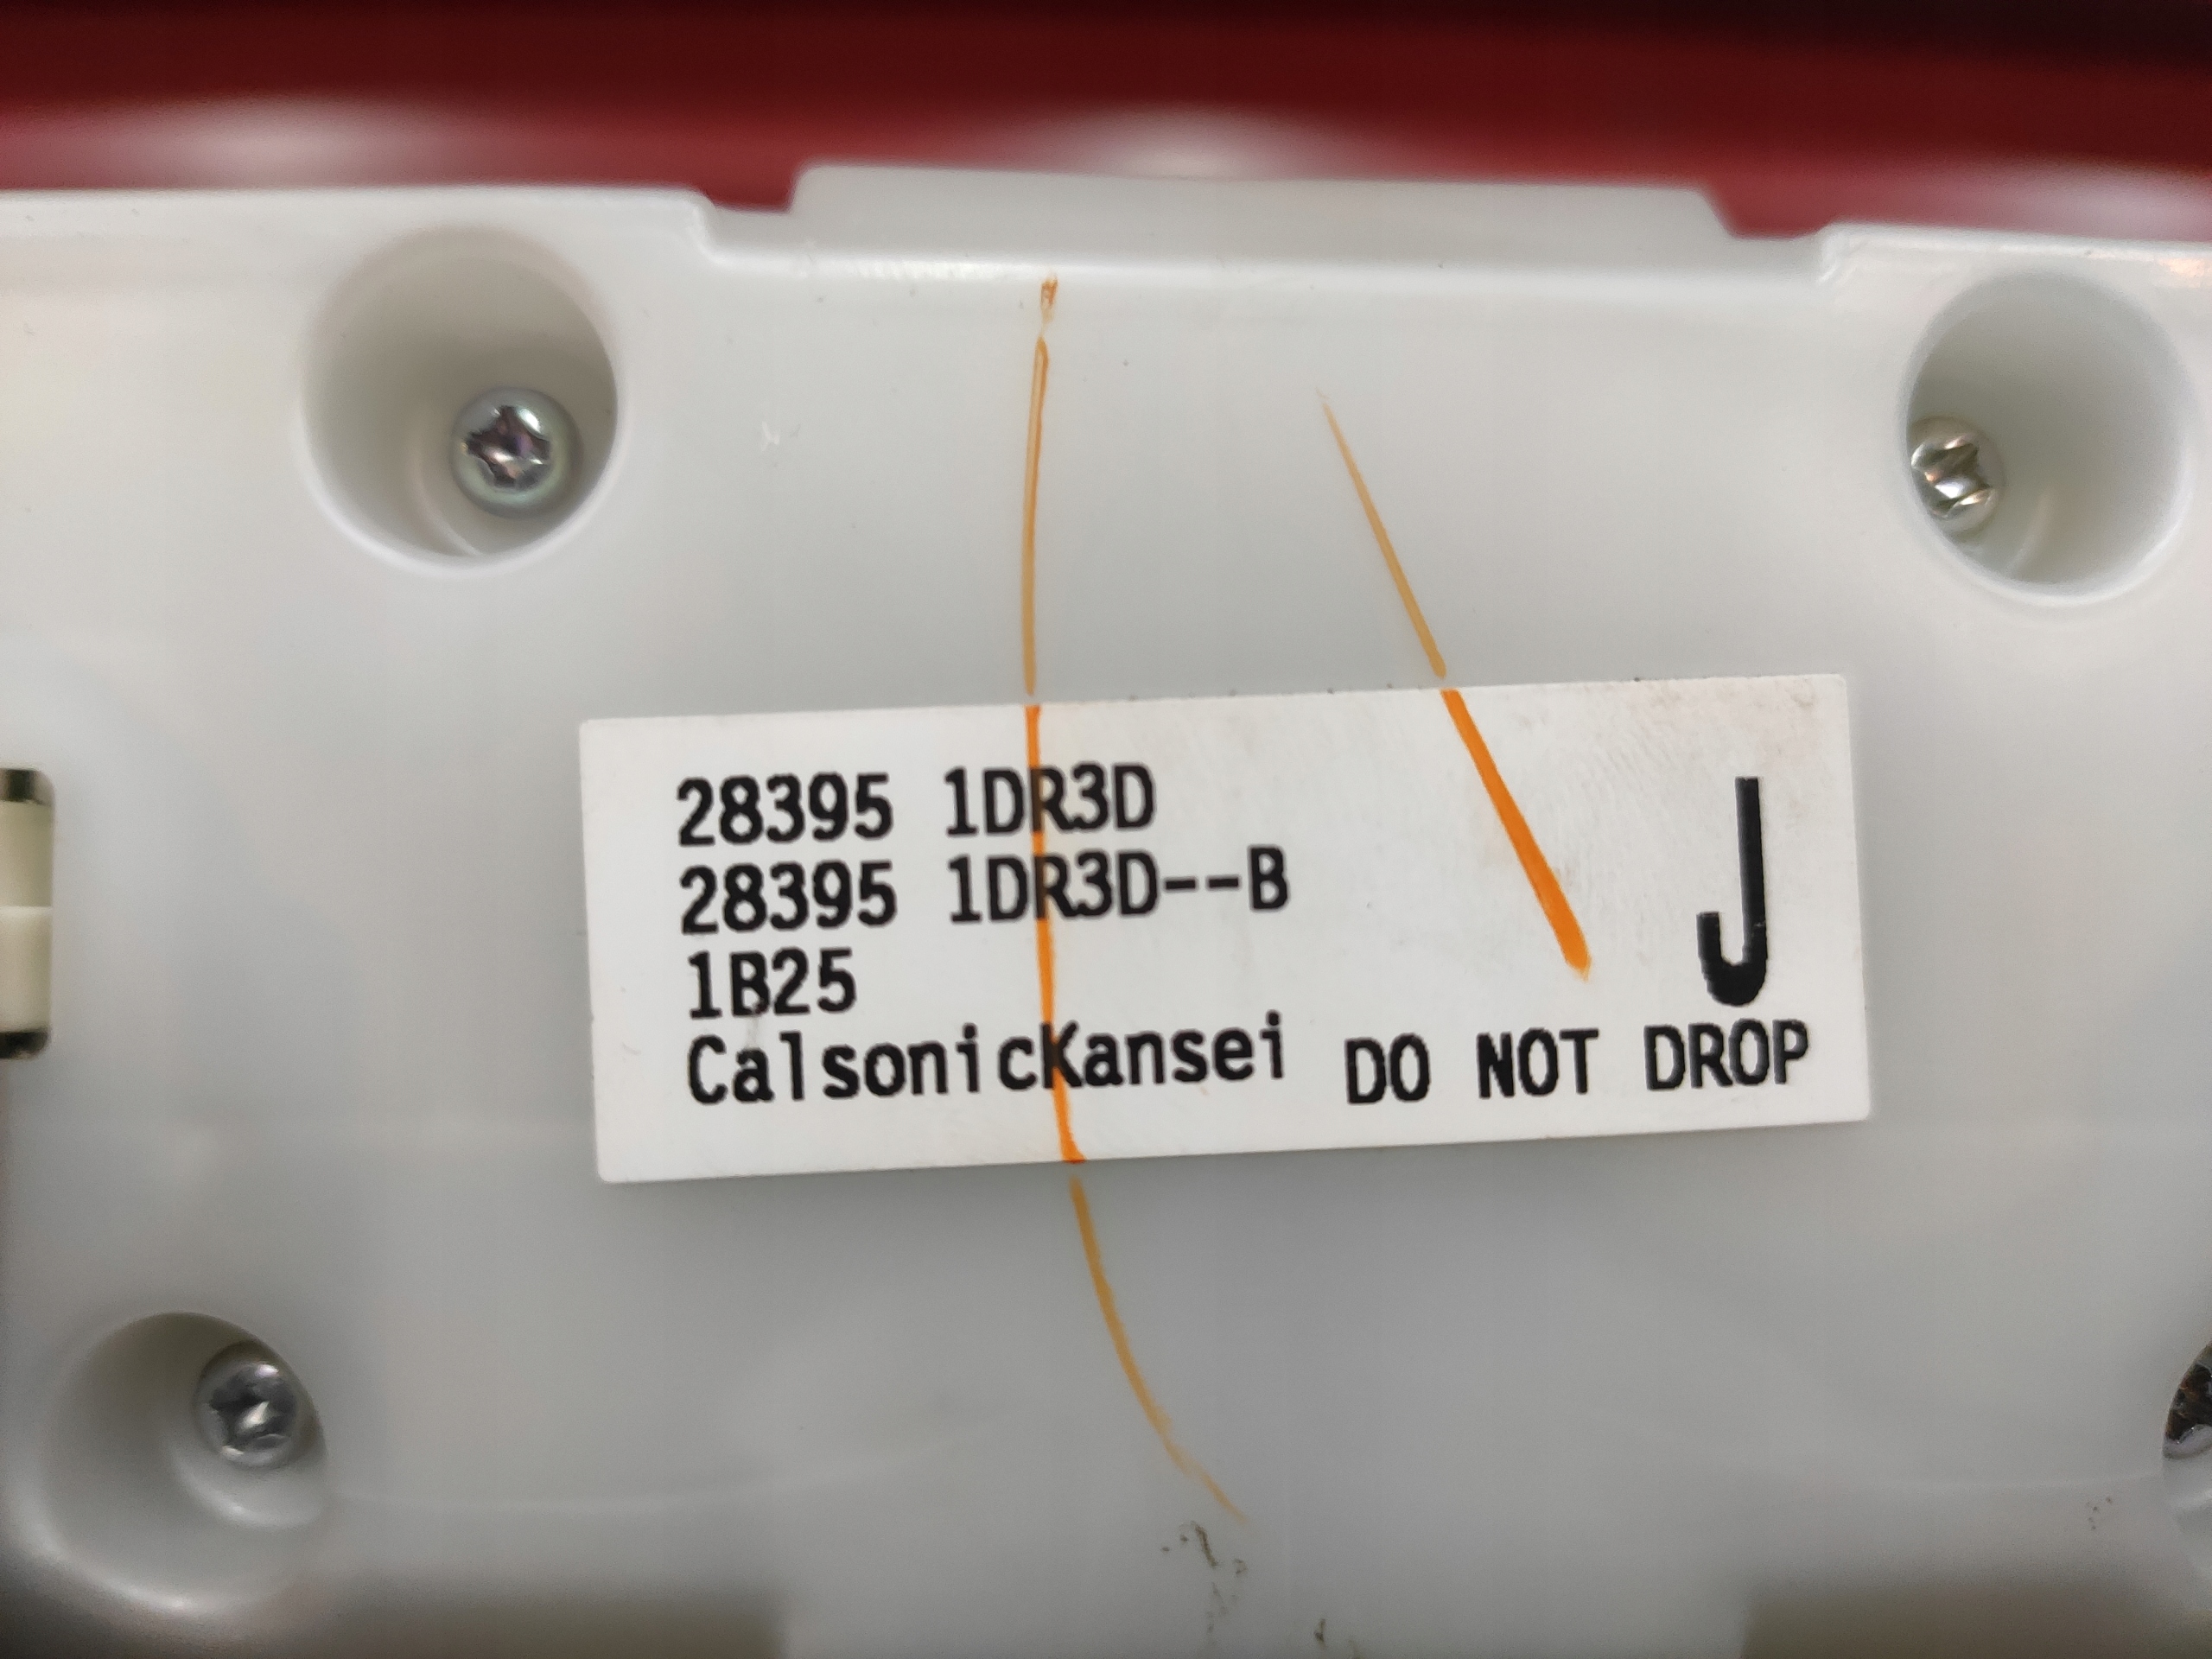 28395 1DR3D
28395 1DR3D--B
1B25
CalsonicKansei DO NOT DROP
J